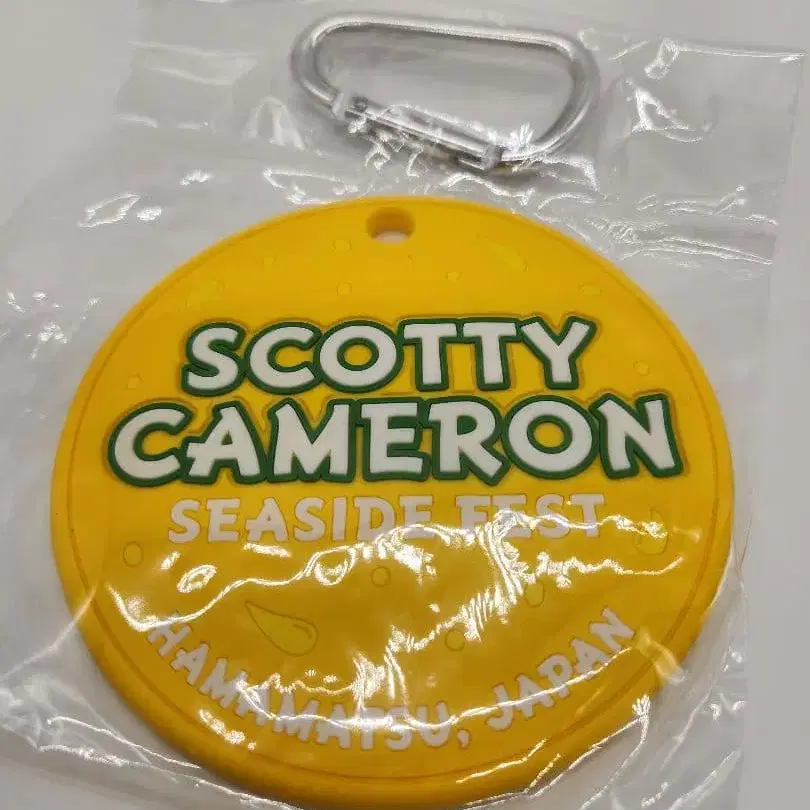 SCOTTY
CAMERON
SEASIDE FEST
HAMAMATSU, JAPAN